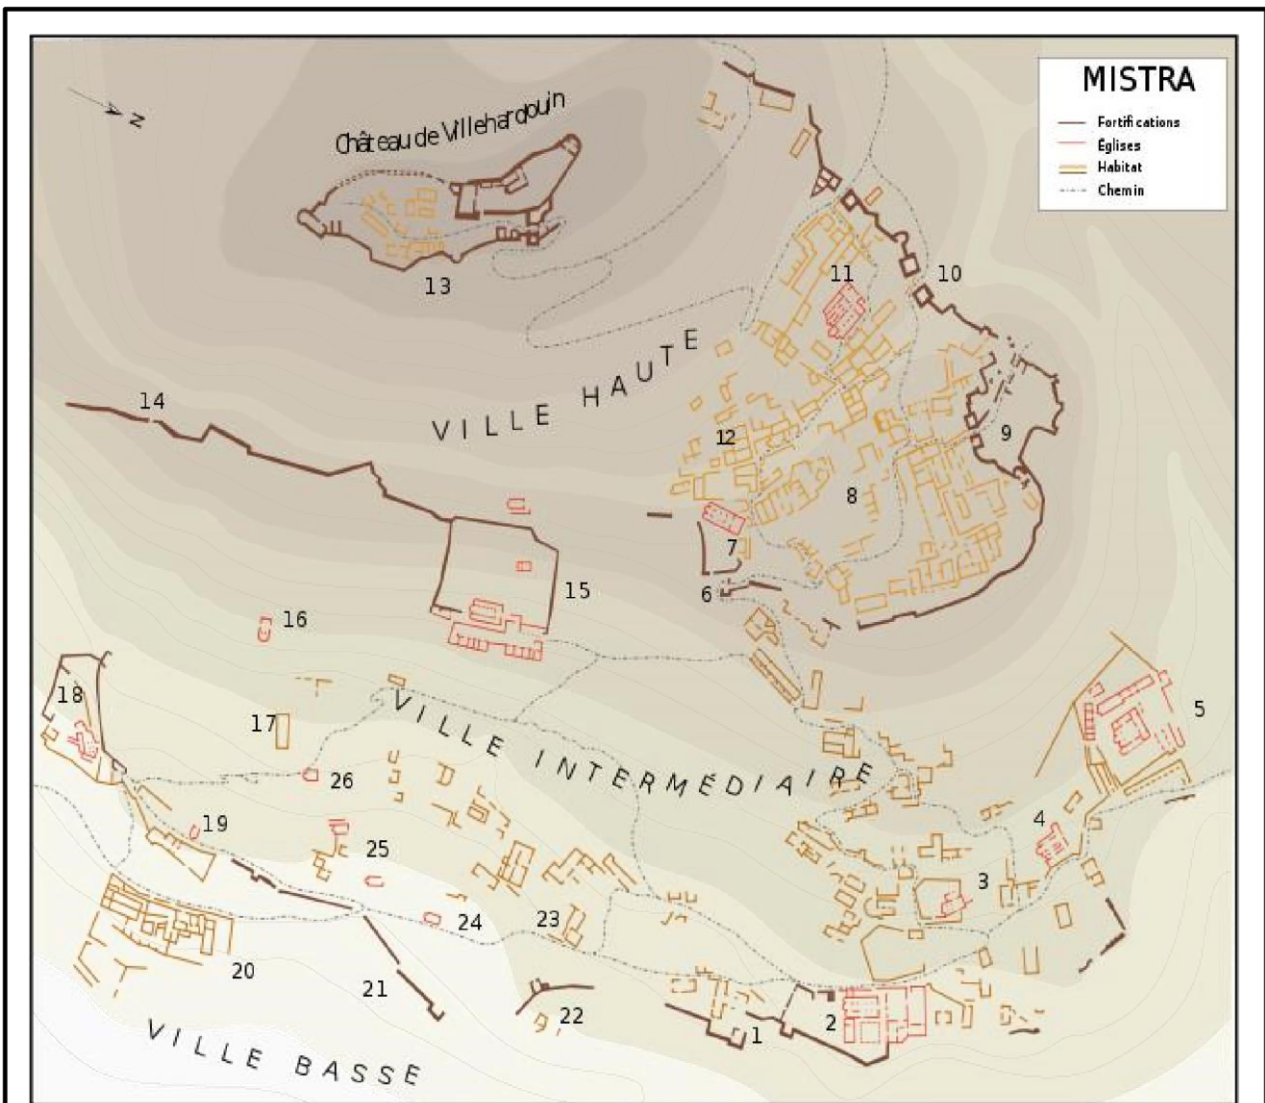 MISTRA
Fortifications
Églises
Habitat
Chemin
N
Château de Villehardouin
13
11
10
VILLE HAUTE
14
12
9
8
7
15
6
16
18
17
5
VILLE INTERMÉDIAIRE
26
19
4
25
3
24
23
20
21
22
1
2
VILLE BASSE